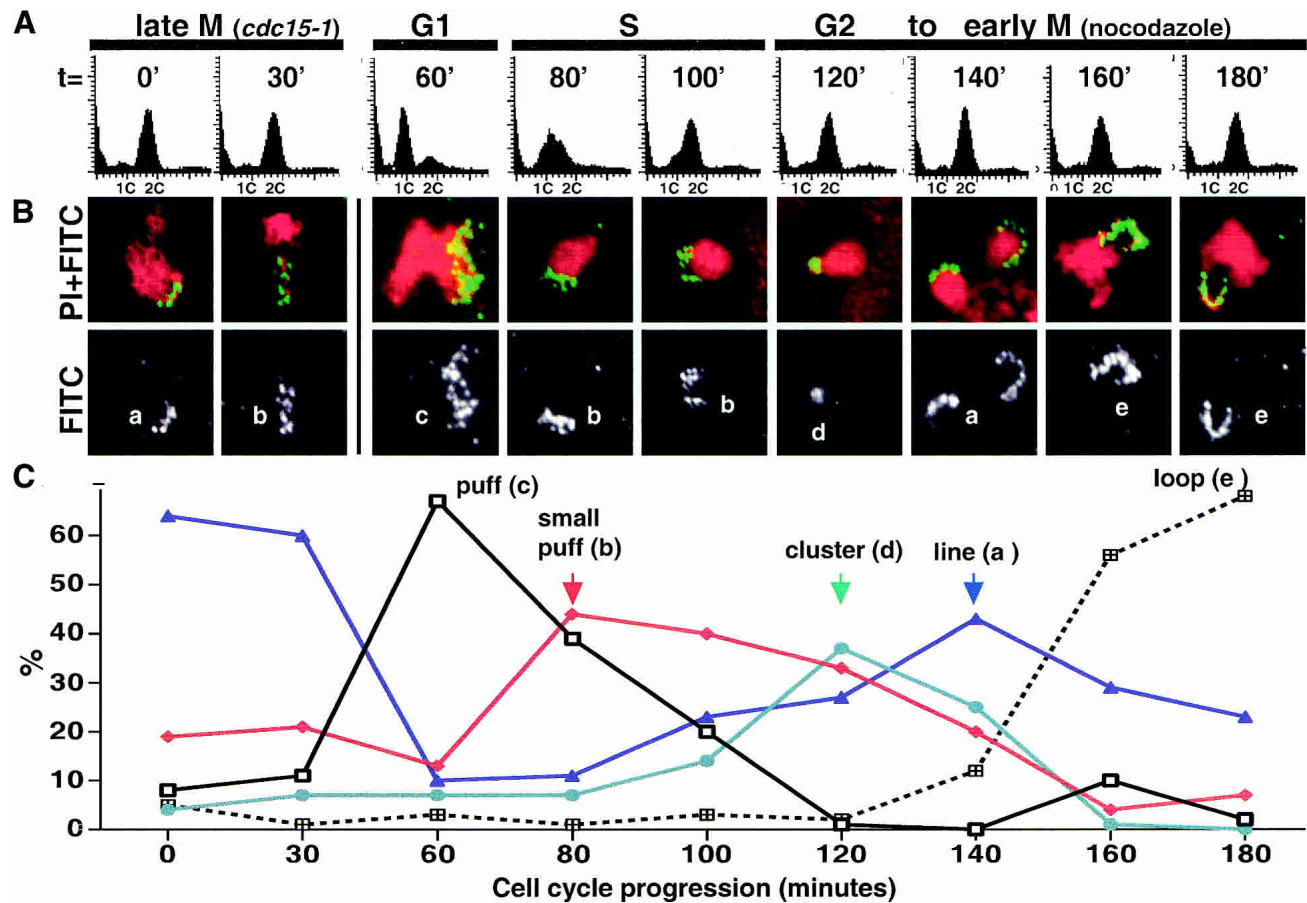 A
late M (cdc15-1) G1 S G2 to early M (nocodazole)
t= 0’ 30’ 60’ 80’ 100’ 120’ 140’ 160’ 180’
1C 2C 1C 2C 1C 2C 1C 2C 1C 2C 1C 2C 1C 2C 0 1C 2C 1C 2C
B
PI+FITC
FITC
a b c b b d a e e
C
puff (c) loop (e )
small
puff (b) cluster (d) line (a )
%
60
50
40
30
20
10
0
0 30 60 80 100 120 140 160 180
Cell cycle progression (minutes)